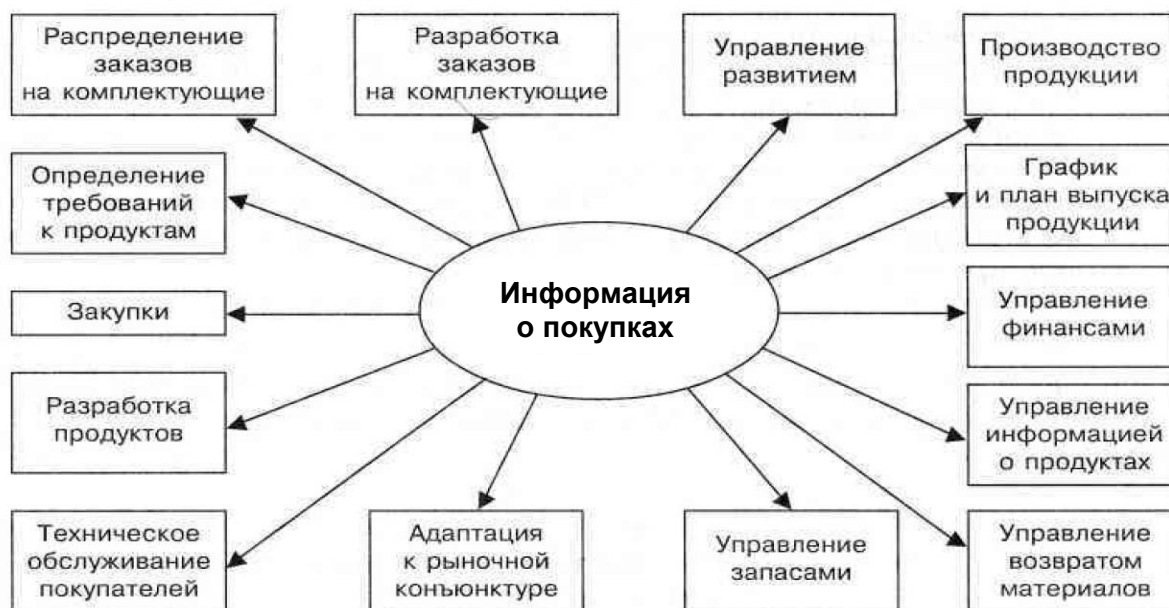 Распределение
заказов
на комплектующие
Разработка
заказов
на комплектующие
Управление
развитием
Производство
продукции
Определение
требований
к продуктам
График
и план выпуска
продукции
Информация
о покупках
Закупки
Управление
финансами
Разработка
продуктов
Управление
информацией
о продуктах
Техническое
обслуживание
покупателей
Адаптация
к рыночной
конъюнктуре
Управление
запасами
Управление
возвратом
материалов